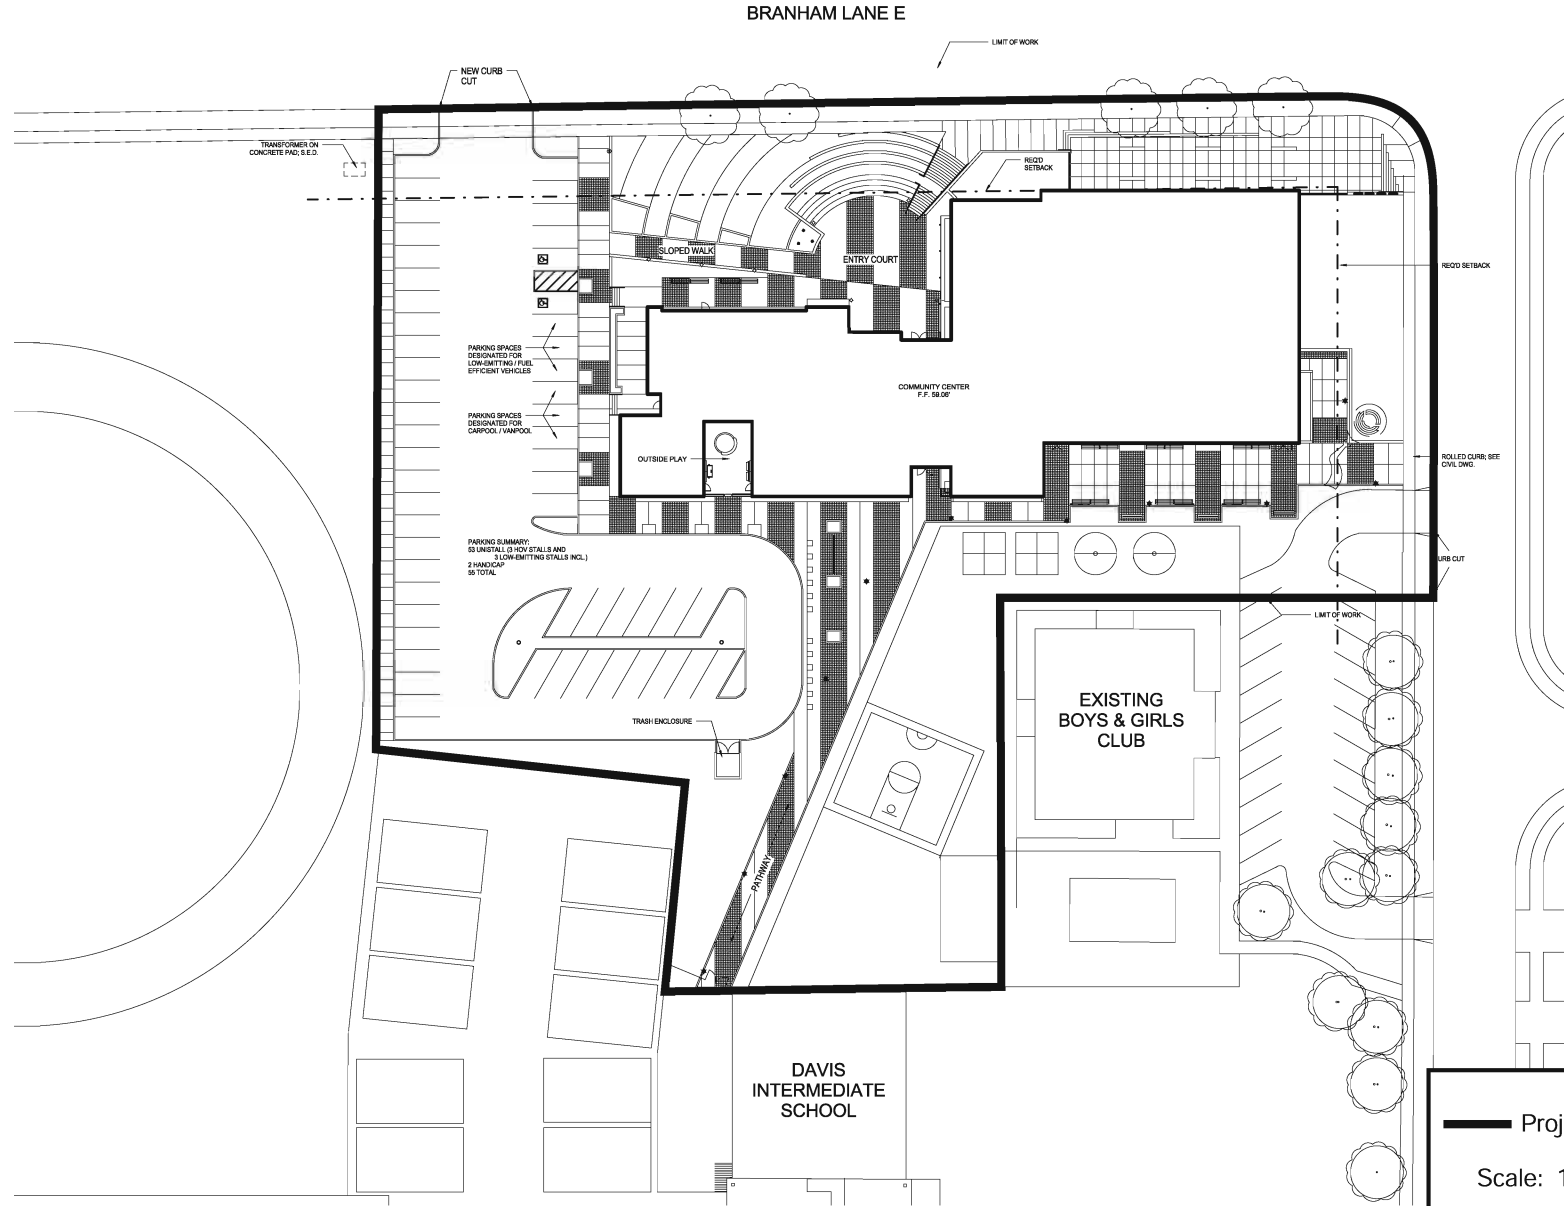 BRANHAM LANE E
LIMIT OF WORK
NEW CURB
CUT
TRANSFORMER ON
CONCRETE PAD; S.E.D.
REQ'D
SETBACK
SLOPED WALK
ENTRY COURT
REQ'D SETBACK
PARKING SPACES
DESIGNATED FOR
LOW-EMITTING / FUEL
EFFICIENT VEHICLES
COMMUNITY CENTER
F.F. 59.06'
PARKING SPACES
DESIGNATED FOR
CARPOOL / VANPOOL
OUTSIDE PLAY
ROLLED CURB; SEE
CIVIL DWG.
PARKING SUMMARY:
53 UNISTALL (3 HOV STALLS AND
3 LOW-EMITTING STALLS INCL.)
2 HANDICAP
55 TOTAL
URB CUT
LIMIT OF WORK
EXISTING
BOYS & GIRLS
CLUB
TRASH ENCLOSURE
PATHWAY
DAVIS
INTERMEDIATE
SCHOOL
Proj
Scale: 1